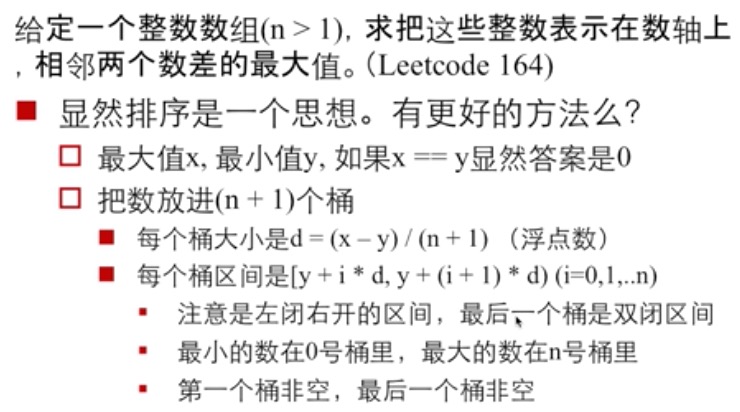 给定一个整数数组(n > 1), 求把这些整数表示在数轴上
, 相邻两个数差的最大值。(Leetcode 164)
显然排序是一个思想。有更好的方法么?
最大值x, 最小值y, 如果x == y显然答案是0
把数放进(n + 1)个桶
每个桶大小是d = (x – y) / (n + 1) （浮点数）
每个桶区间是[y + i * d, y + (i + 1) * d) (i=0,1,..n)
注意是左闭右开的区间，最后一个桶是双闭区间
最小的数在0号桶里，最大的数在n号桶里
第一个桶非空，最后一个桶非空